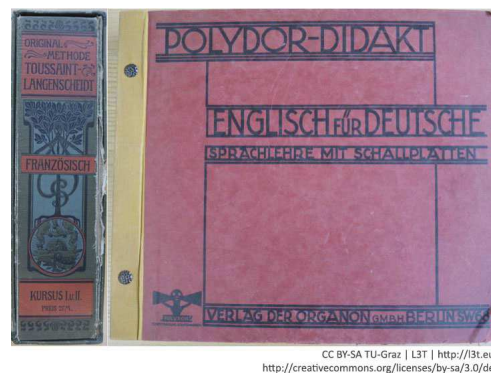 ORIGINAL-
METHODE
TOUSSAINT-
LANGENSCHEIDT
FRANZÖSISCH
KURSUS I u. II.
POLYDOR-DIDAKT
ENGLISCH FÜR DEUTSCHE
SPRACHLEHRE MIT SCHALLPLATTEN
VERLAG DER ORGANON GMBH BERLIN SW
CC BY-SA TU-Graz | L3T | http://l3t.eu
http://creativecommons.org/licenses/by-sa/3.0/de